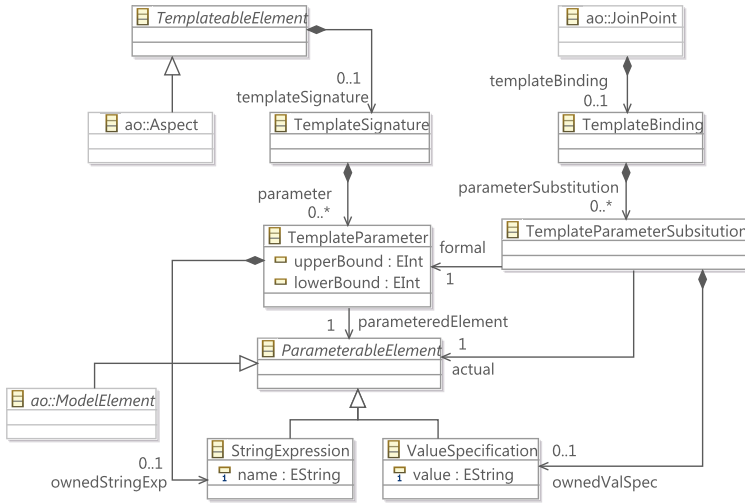 TemplateableElement
ao::JoinPoint
0..1
templateSignature
templateBinding
0..1
ao::Aspect
TemplateSignature
TemplateBinding
parameter
0..*
parameterSubstitution
0..*
TemplateParameter
upperBound : EInt
lowerBound : EInt
formal
1
TemplateParameterSubsitution
1
parameteredElement
1
actual
ParameterableElement
ao::ModelElement
StringExpression
name : EString
ValueSpecification
value : EString
0..1
ownedStringExp
0..1
ownedValSpec